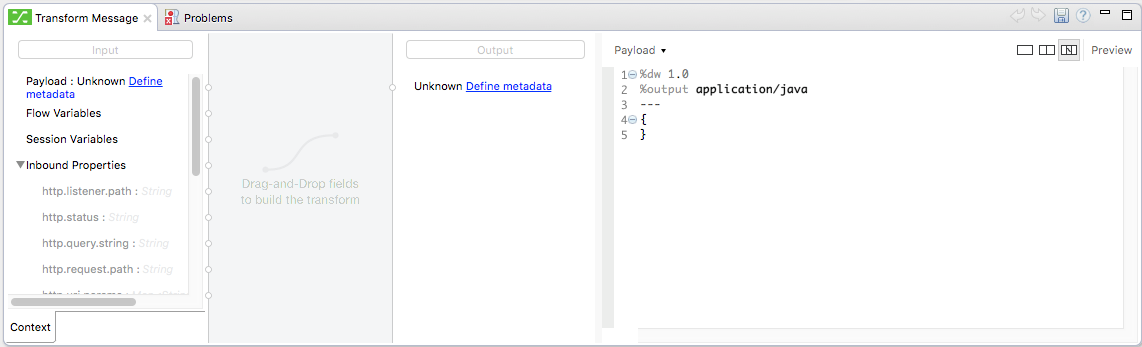 Transform Message
Problems
Input
Output
Payload
Preview
Payload : Unknown Define
metadata
Flow Variables
Session Variables
Inbound Properties
http.listener.path : String
http.status : String
http.query.string : String
http.request.path : String
Context
Drag-and-Drop fields
to build the transform
Unknown Define metadata
1 %dw 1.0
2 %output application/java
3 ---
4 {
5 }